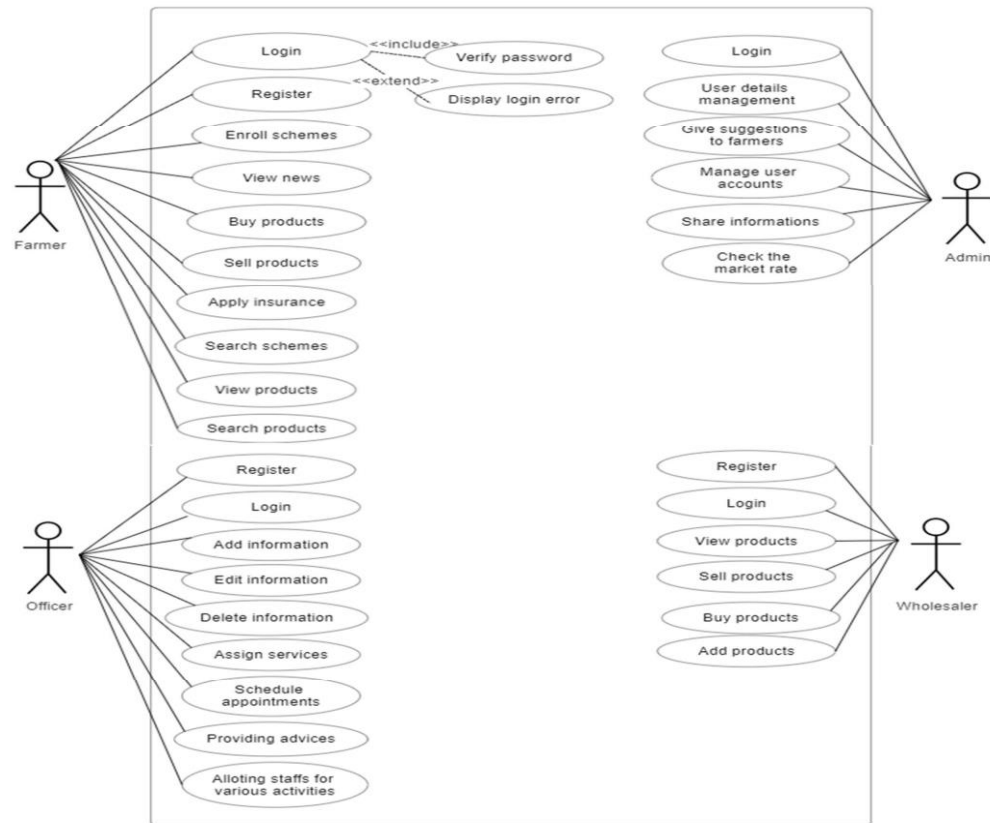 Login
<<include>>
Verify password
<<extend>>
Display login error
Register
Enroll schemes
View news
Buy products
Sell products
Apply insurance
Search schemes
View products
Search products
Farmer
Login
User details
management
Give suggestions
to farmers
Manage user
accounts
Share informations
Check the
market rate
Admin
Register
Login
Add information
Edit information
Delete information
Assign services
Schedule
appointments
Providing advices
Alloting staffs for
various activities
Officer
Register
Login
View products
Sell products
Buy products
Add products
Wholesaler